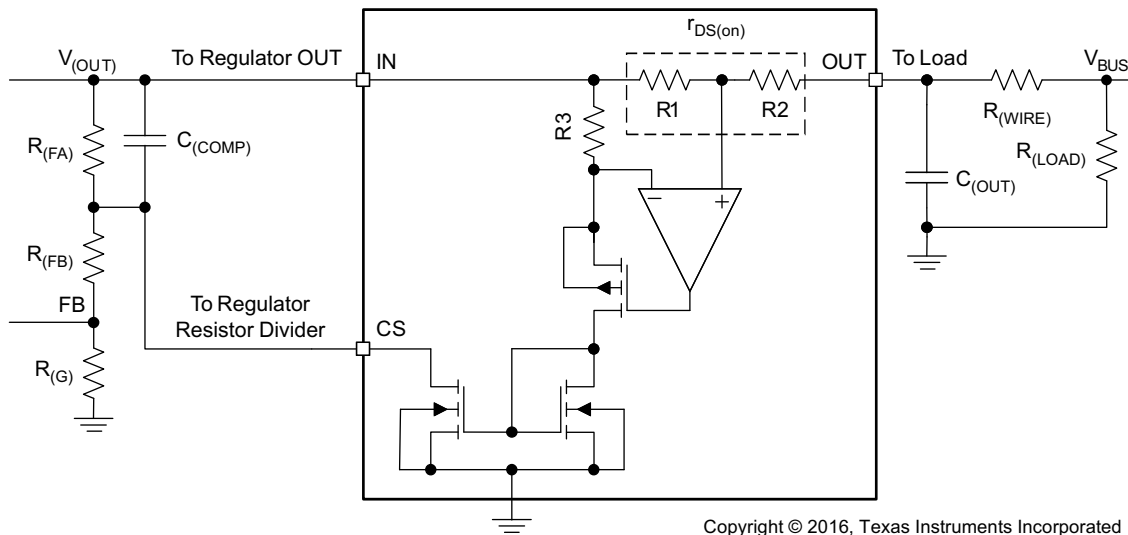 r_DS(on)
V_(OUT)
To Regulator OUT
IN
OUT
To Load
V_BUS
R1
R2
R3
R_(WIRE)
R_(FA)
C_(COMP)
R_(LOAD)
C_(OUT)
− +
R_(FB)
FB
To Regulator
Resistor Divider
CS
R_(G)
Copyright © 2016, Texas Instruments Incorporated